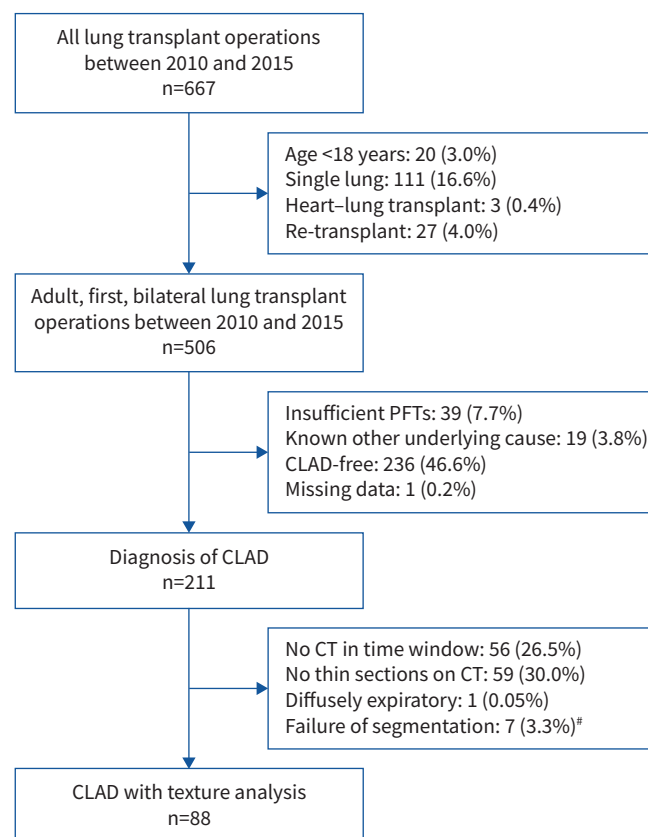 All lung transplant operations
between 2010 and 2015
n=667
Age <18 years: 20 (3.0%)
Single lung: 111 (16.6%)
Heart–lung transplant: 3 (0.4%)
Re-transplant: 27 (4.0%)
Adult, first, bilateral lung transplant
operations between 2010 and 2015
n=506
Insufficient PFTs: 39 (7.7%)
Known other underlying cause: 19 (3.8%)
CLAD-free: 236 (46.6%)
Missing data: 1 (0.2%)
Diagnosis of CLAD
n=211
No CT in time window: 56 (26.5%)
No thin sections on CT: 59 (30.0%)
Diffusely expiratory: 1 (0.05%)
Failure of segmentation: 7 (3.3%)#
CLAD with texture analysis
n=88